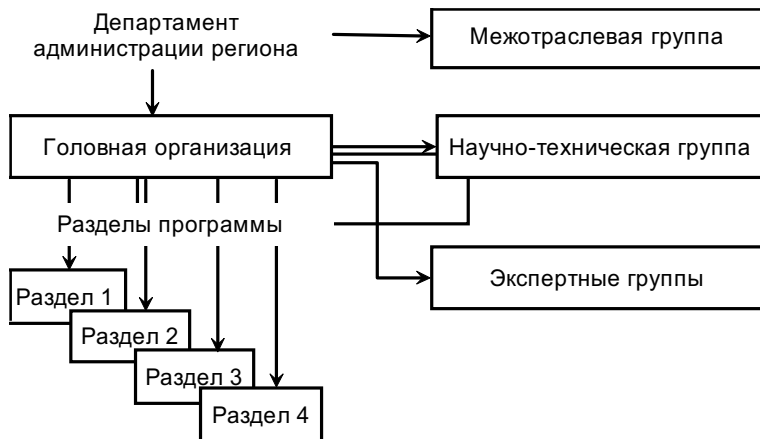 Департамент
администрации региона
Межотраслевая группа
Головная организация
Научно-техническая группа
Разделы программы
Экспертные группы
Раздел 1
Раздел 2
Раздел 3
Раздел 4